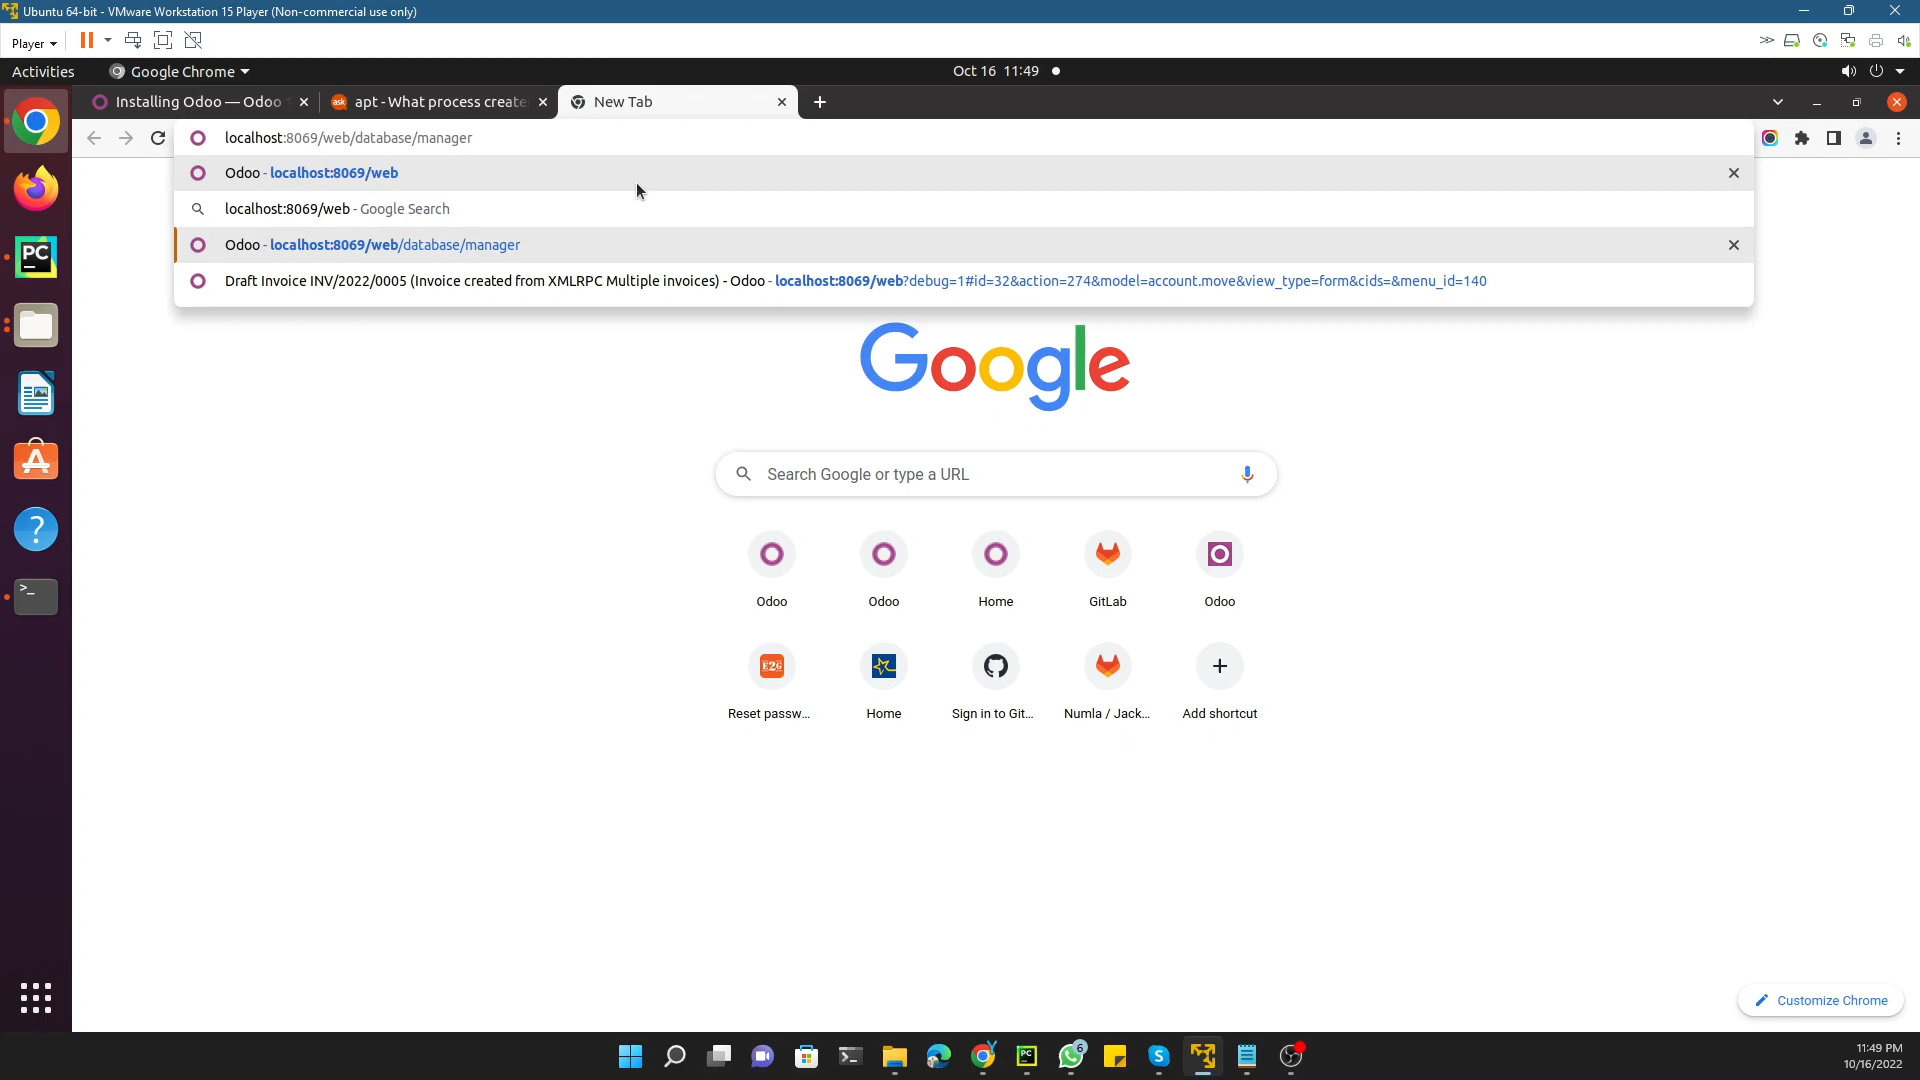 Ubuntu 64-bit - VMware Workstation 15 Player (Non-commercial use only)
Player
Activities
Google Chrome
Oct 16 11:49
Installing Odoo — Odoo
apt - What process create
New Tab
localhost:8069/web/database/manager
Odoo - localhost:8069/web
localhost:8069/web - Google Search
Odoo - localhost:8069/web/database/manager
Draft Invoice INV/2022/0005 (Invoice created from XMLRPC Multiple invoices) - Odoo - localhost:8069/web?debug=1#id=32&action=274&model=account.move&view_type=form&cids=&menu_id=140
Google
Search Google or type a URL
Odoo
Odoo
Home
GitLab
Odoo
E2G
Reset passw...
Home
Sign in to Git...
Numla / Jack...
Add shortcut
Customize Chrome
6
11:49 PM
10/16/2022